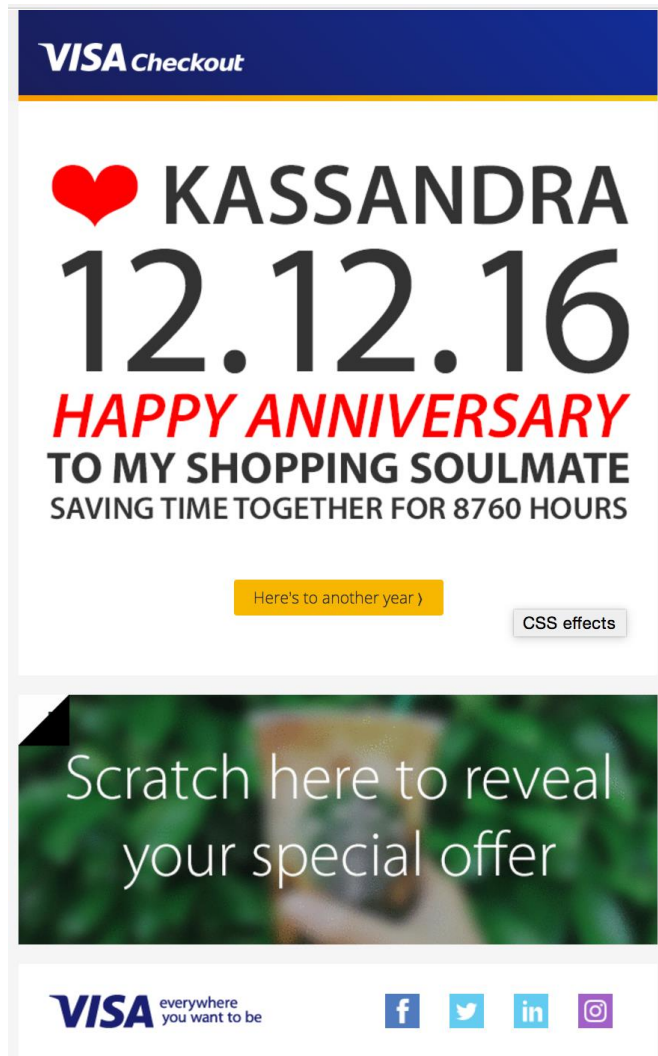 VISA Checkout
KASSANDRA
12.12.16
HAPPY ANNIVERSARY
TO MY SHOPPING SOULMATE
SAVING TIME TOGETHER FOR 8760 HOURS
Here's to another year ⟩
CSS effects
Scratch here to reveal
your special offer
VISA everywhere
you want to be
f in